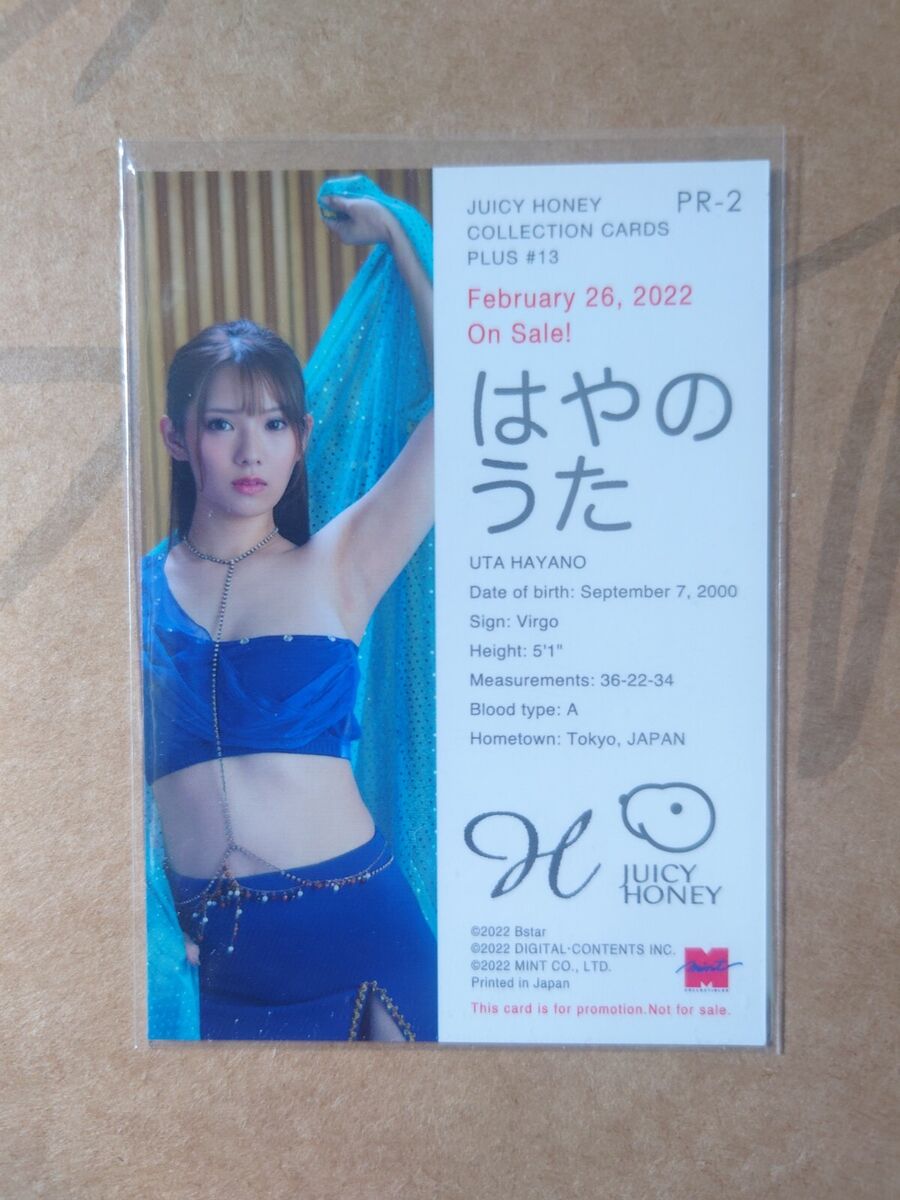 JUICY HONEY
COLLECTION CARDS
PLUS #13
PR-2
February 26, 2022
On Sale!
はやの
うた
UTA HAYANO
Date of birth: September 7, 2000
Sign: Virgo
Height: 5'1"
Measurements: 36-22-34
Blood type: A
Hometown: Tokyo, JAPAN
H
JUICY
HONEY
©2022 Bstar
©2022 DIGITAL·CONTENTS INC.
©2022 MINT CO., LTD.
Printed in Japan
M
mint
COLLECTIBLES
This card is for promotion.Not for sale.